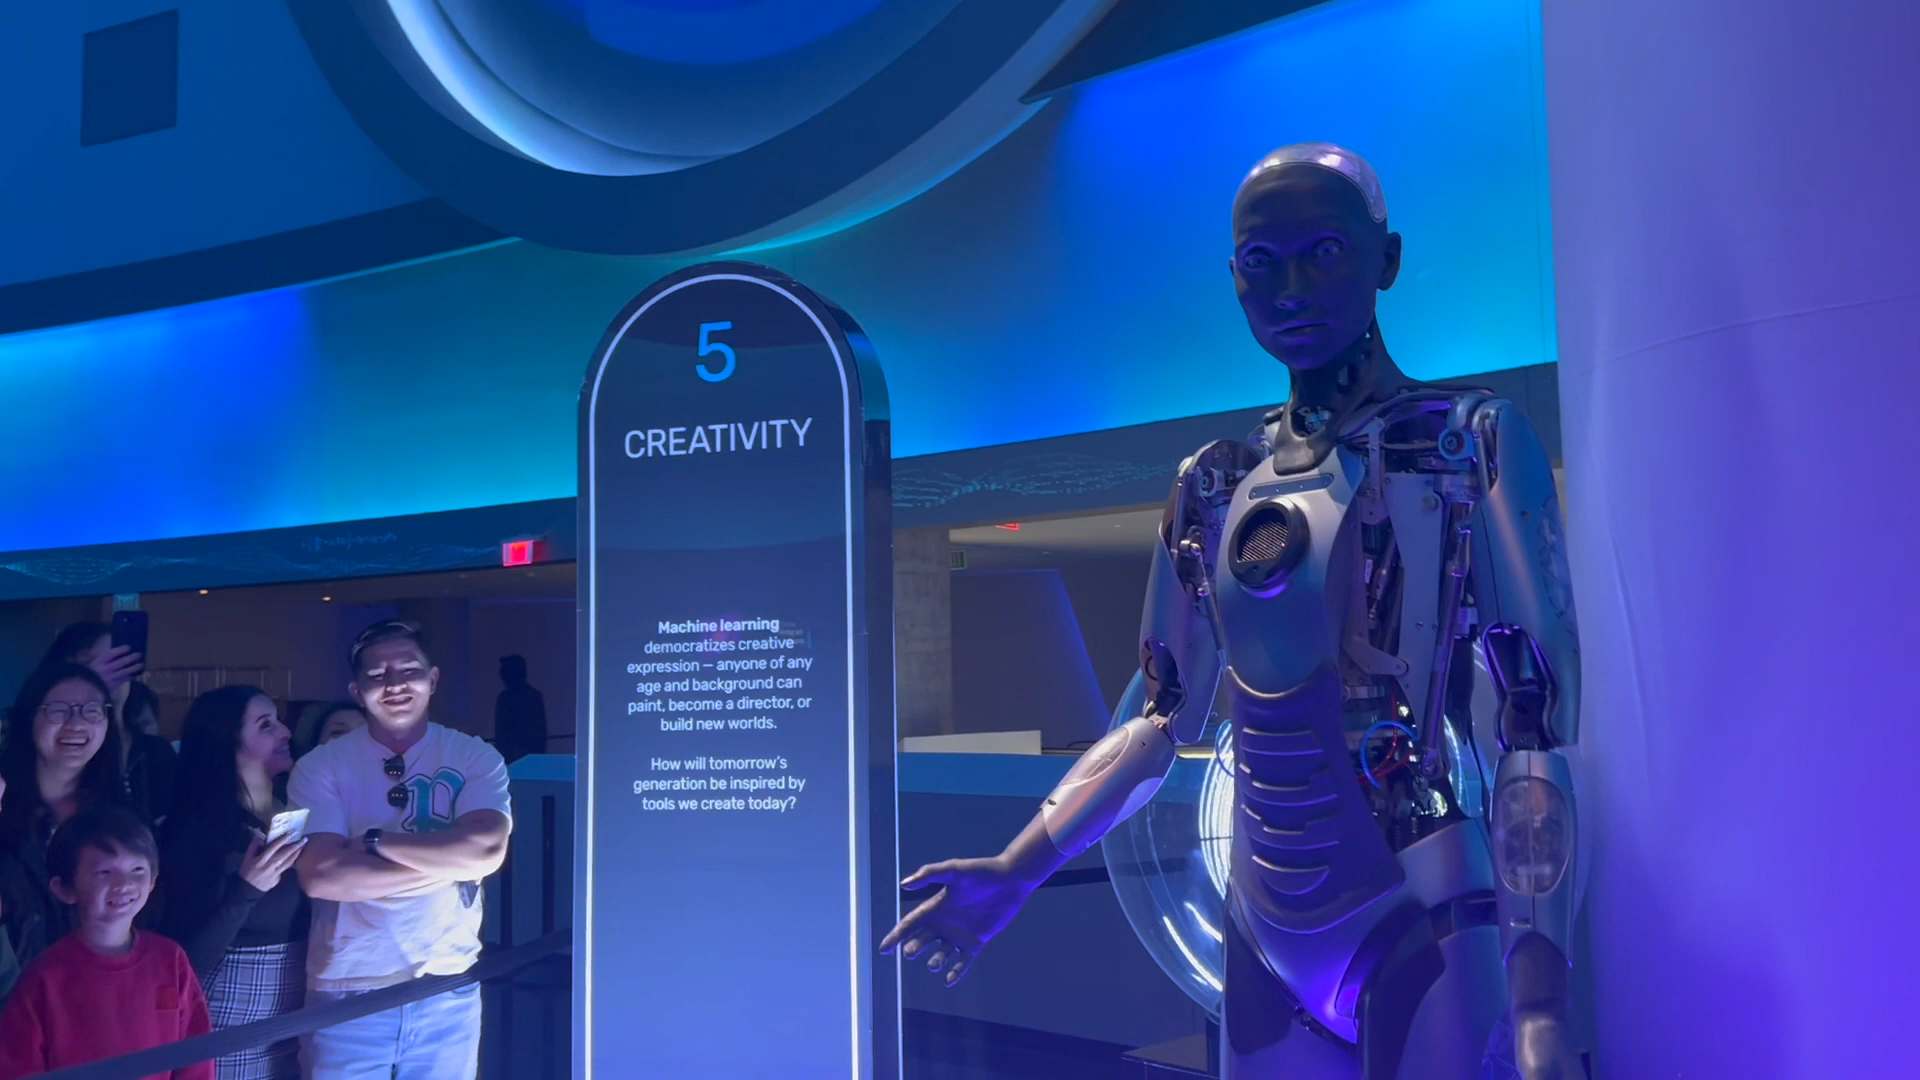 5
CREATIVITY
Machine learning
democratizes creative
expression – anyone of any
age and background can
paint, become a director, or
build new worlds.
How will tomorrow's
generation be inspired by
tools we create today?